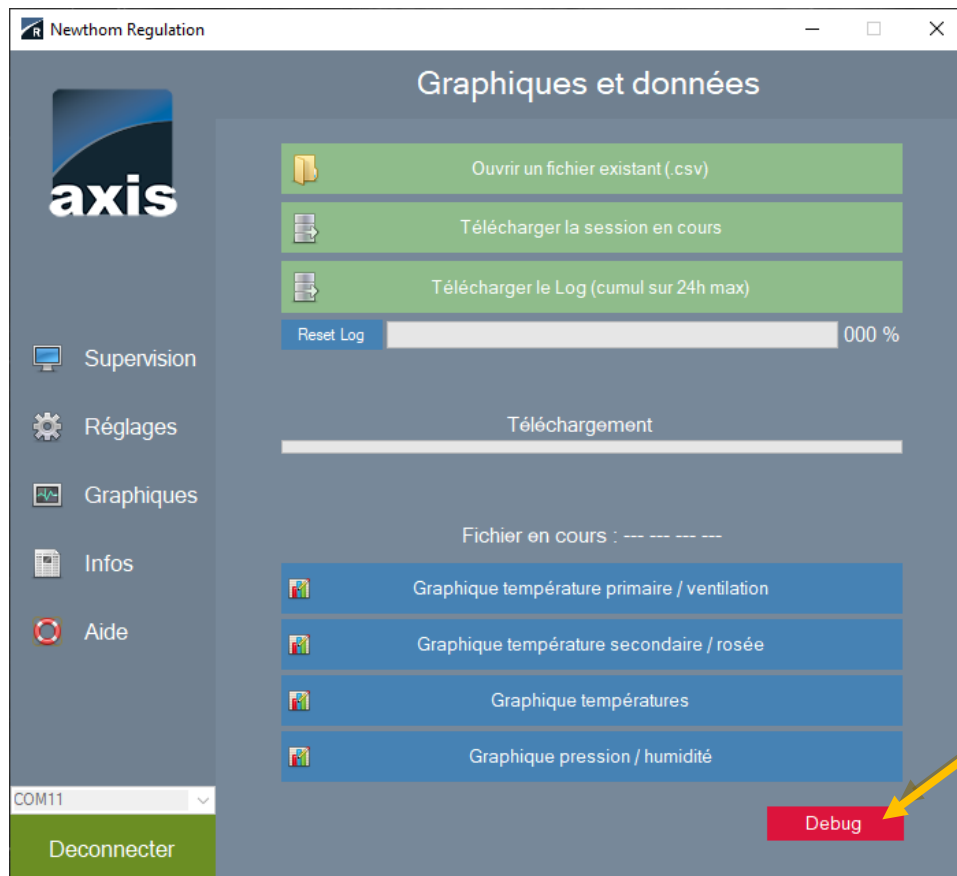 Newthom Regulation
Graphiques et données
axis
Ouvrir un fichier existant (.csv)
Télécharger la session en cours
Télécharger le Log (cumul sur 24h max)
Reset Log
000 %
Supervision
Réglages
Téléchargement
Graphiques
Fichier en cours : --- --- --- ---
Infos
Graphique température primaire / ventilation
Aide
Graphique température secondaire / rosée
Graphique températures
Graphique pression / humidité
COM11
Debug
Deconnecter